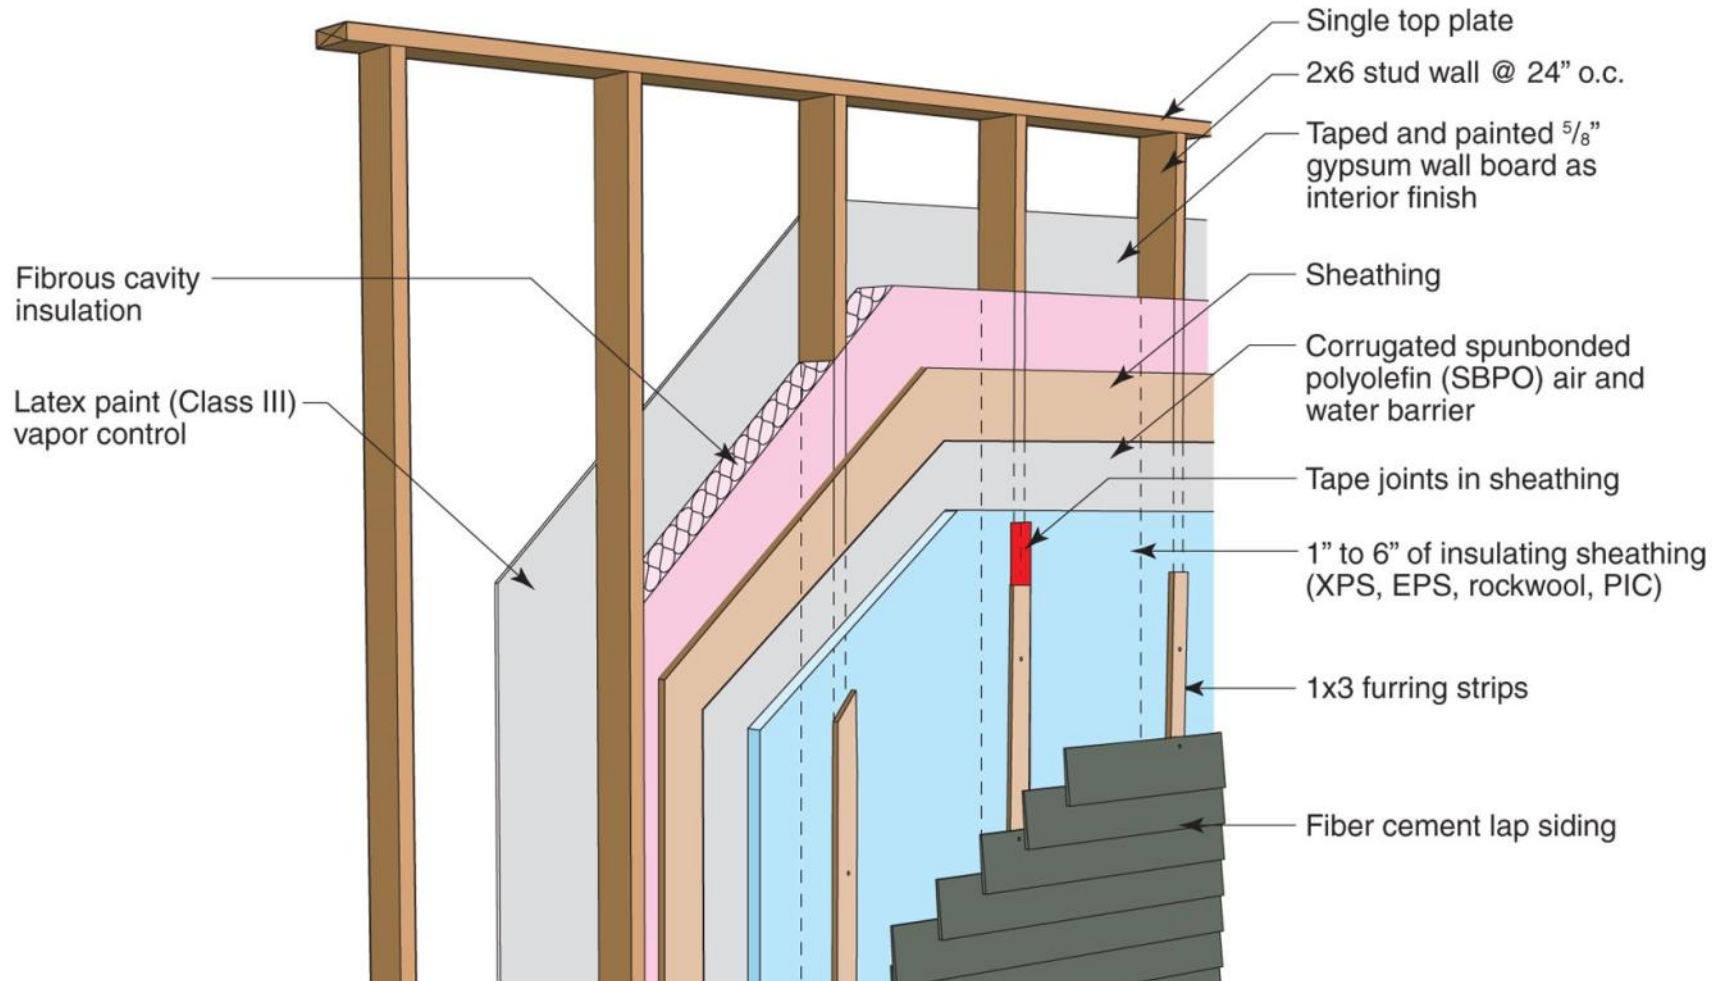 Single top plate
2x6 stud wall @ 24” o.c.
Taped and painted 5/8”
gypsum wall board as
interior finish
Fibrous cavity
insulation
Sheathing
Corrugated spunbonded
polyolefin (SBPO) air and
water barrier
Latex paint (Class III)
vapor control
Tape joints in sheathing
1” to 6” of insulating sheathing
(XPS, EPS, rockwool, PIC)
1x3 furring strips
Fiber cement lap siding